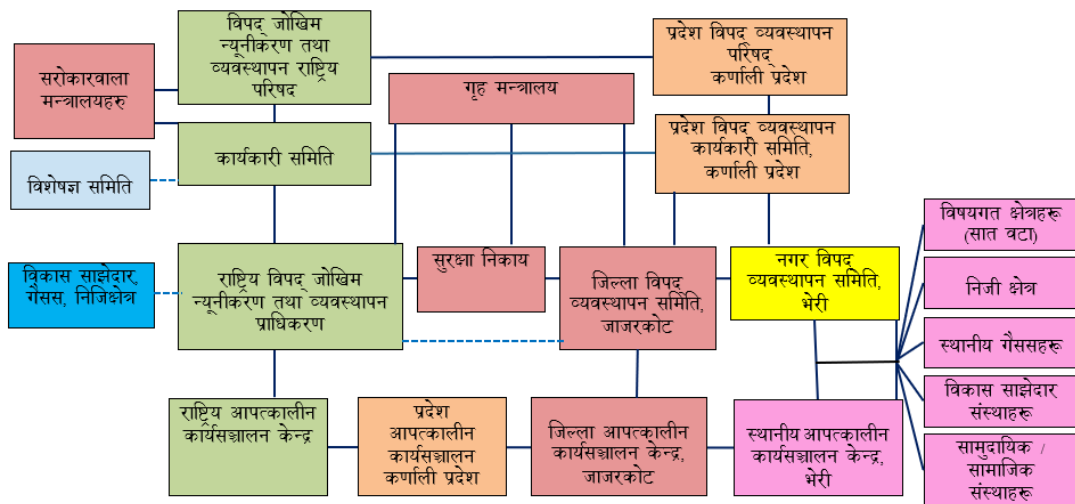 विपद् जोखिम
न्यूनीकरण तथा
व्यवस्थापन राष्ट्रिय
परिषद
प्रदेश विपद् व्यवस्थापन
परिषद्
कर्णाली प्रदेश
सरोकारवाला
मन्त्रालयहरु
गृह मन्त्रालय
कार्यकारी समिति
प्रदेश विपद् व्यवस्थापन
कार्यकारी समिति,
कर्णाली प्रदेश
विशेषज्ञ समिति
विकास साझेदार,
गैसस, निजिक्षेत्र
राष्ट्रिय विपद् जोखिम
न्यूनीकरण तथा व्यवस्थापन
प्राधिकरण
सुरक्षा निकाय
जिल्ला विपद्
व्यवस्थापन समिति,
जाजरकोट
नगर विपद्
व्यवस्थापन समिति,
भेरी
विषयगत क्षेत्रहरू
(सात वटा)
निजी क्षेत्र
स्थानीय गैससहरू
विकास साझेदार
संस्थाहरू
सामुदायिक /
सामाजिक
संस्थाहरू
राष्ट्रिय आपत्कालीन
कार्यसञ्चालन केन्द्र
प्रदेश
आपत्कालीन
कार्यसञ्चालन
कर्णाली प्रदेश
जिल्ला आपत्कालीन
कार्यसञ्चालन केन्द्र,
जाजरकोट
स्थानीय आपत्कालीन
कार्यसञ्चालन केन्द्र,
भेरी